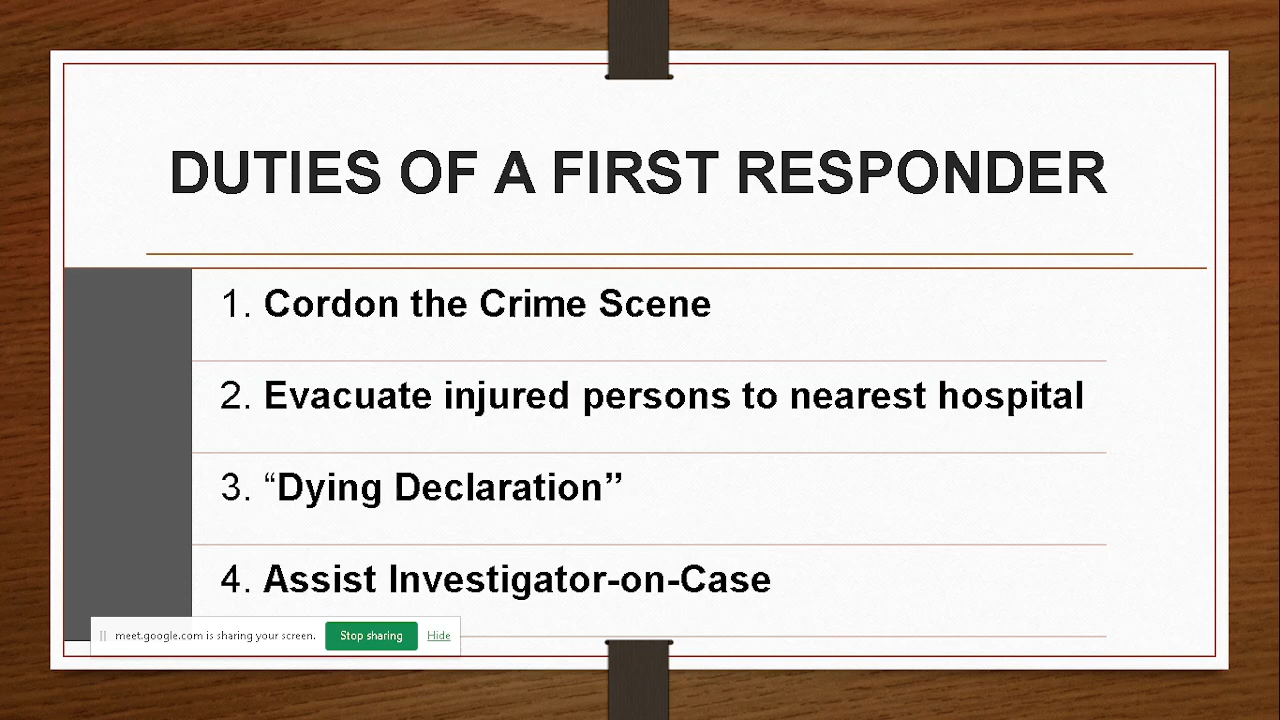 DUTIES OF A FIRST RESPONDER
1. Cordon the Crime Scene
2. Evacuate injured persons to nearest hospital
3. “Dying Declaration”
4. Assist Investigator-on-Case
meet.google.com is sharing your screen. Stop sharing Hide